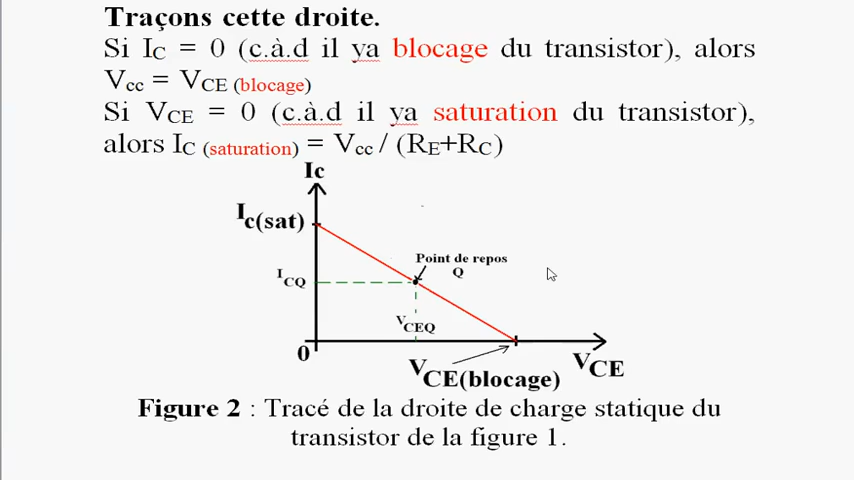 Traçons cette droite.
Si IC = 0 (c.à.d il ya blocage du transistor), alors
Vcc = VCE (blocage)
Si VCE = 0 (c.à.d il ya saturation du transistor),
alors IC (saturation) = Vcc / (RE+RC)
Ic
Ic(sat)
Point de repos
Q
ICQ
VCEQ
0
VCE(blocage)
VCE
Figure 2 : Tracé de la droite de charge statique du
transistor de la figure 1.